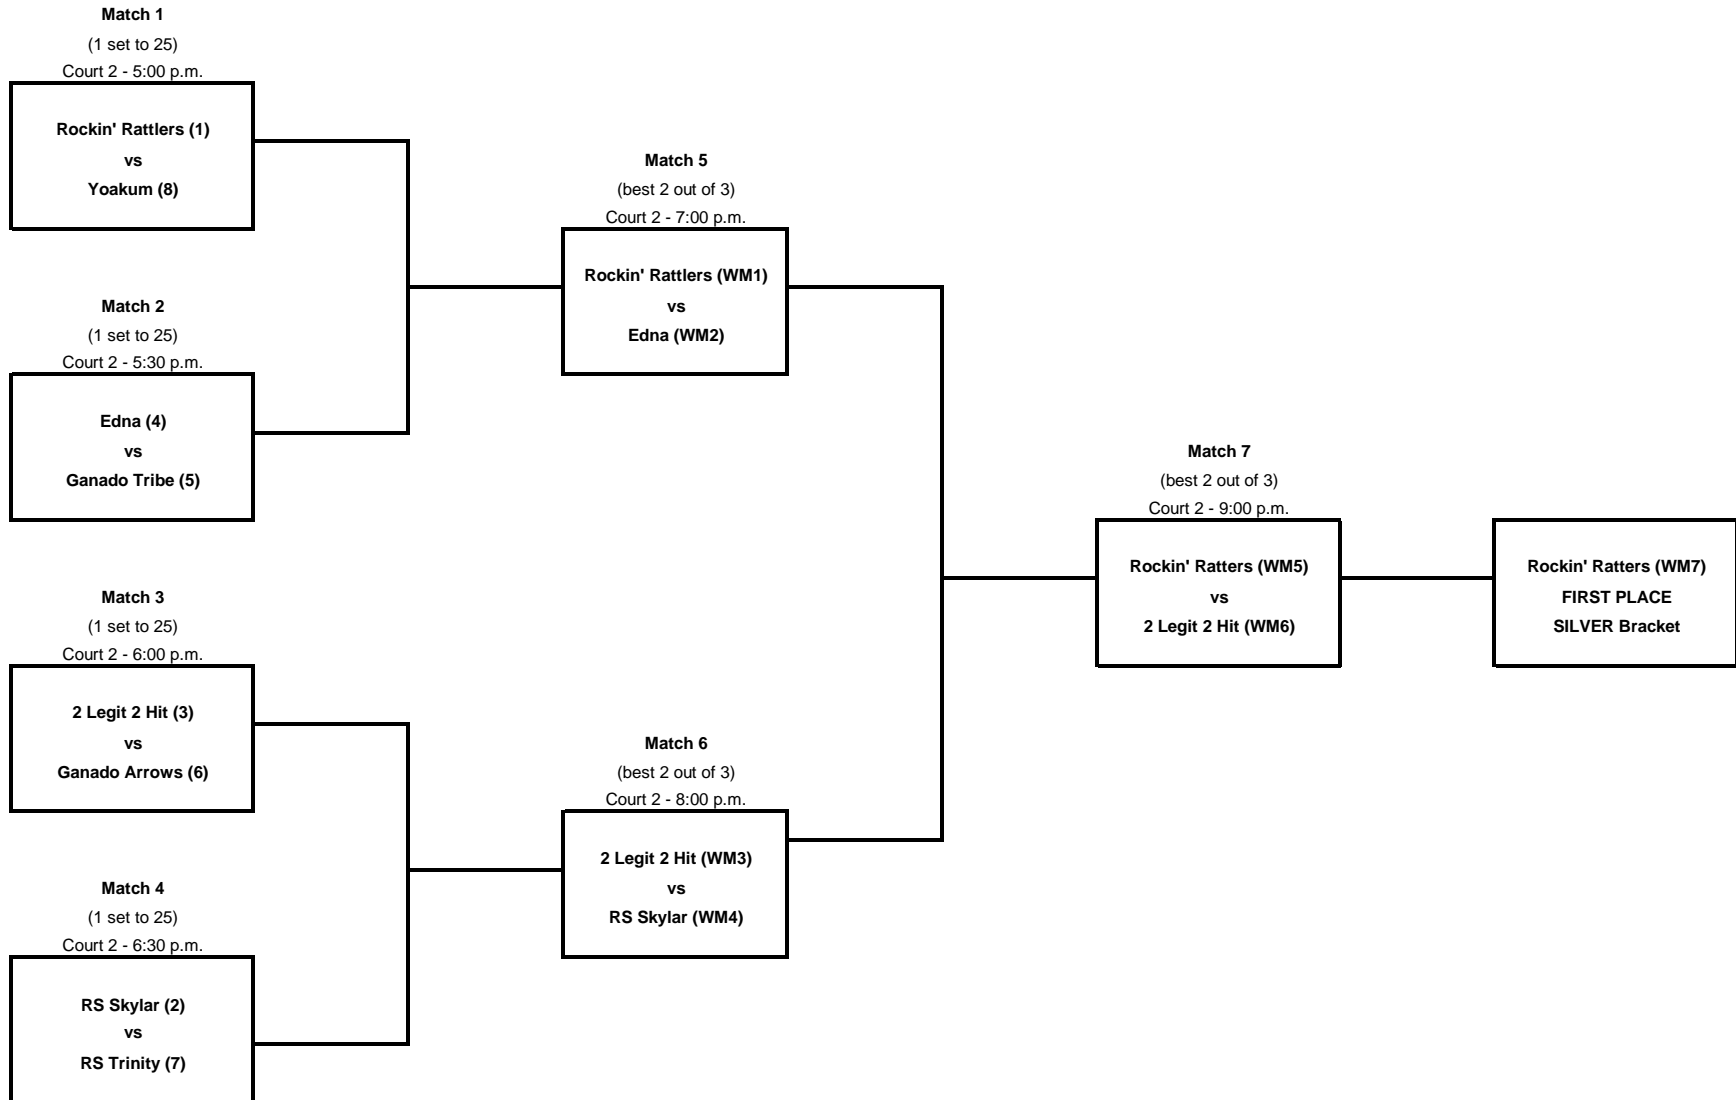 Match 1
(1 set to 25)
Court 2 - 5:00 p.m.
Rockin' Rattlers (1)
vs
Yoakum (8)
Match 2
(1 set to 25)
Court 2 - 5:30 p.m.
Edna (4)
vs
Ganado Tribe (5)
Match 3
(1 set to 25)
Court 2 - 6:00 p.m.
2 Legit 2 Hit (3)
vs
Ganado Arrows (6)
Match 4
(1 set to 25)
Court 2 - 6:30 p.m.
RS Skylar (2)
vs
RS Trinity (7)
Match 5
(best 2 out of 3)
Court 2 - 7:00 p.m.
Rockin' Rattlers (WM1)
vs
Edna (WM2)
Match 6
(best 2 out of 3)
Court 2 - 8:00 p.m.
2 Legit 2 Hit (WM3)
vs
RS Skylar (WM4)
Match 7
(best 2 out of 3)
Court 2 - 9:00 p.m.
Rockin' Ratters (WM5)
vs
2 Legit 2 Hit (WM6)
Rockin' Ratters (WM7)
FIRST PLACE
SILVER Bracket